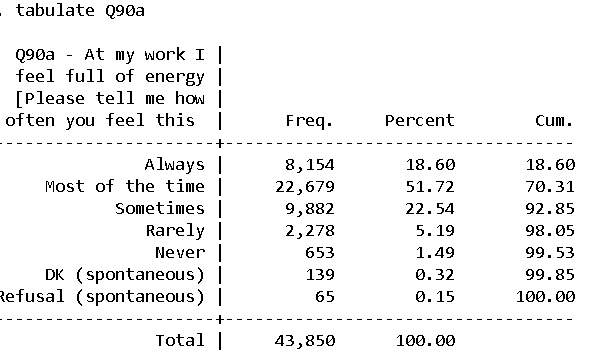 . tabulate Q90a
Q90a - At my work I |
feel full of energy |
[Please tell me how |
often you feel this | Freq. Percent Cum.
--------------------+-----------------------------------
Always | 8,154 18.60 18.60
Most of the time | 22,679 51.72 70.31
Sometimes | 9,882 22.54 92.85
Rarely | 2,278 5.19 98.05
Never | 653 1.49 99.53
DK (spontaneous) | 139 0.32 99.85
Refusal (spontaneous) | 65 0.15 100.00
--------------------+-----------------------------------
Total | 43,850 100.00